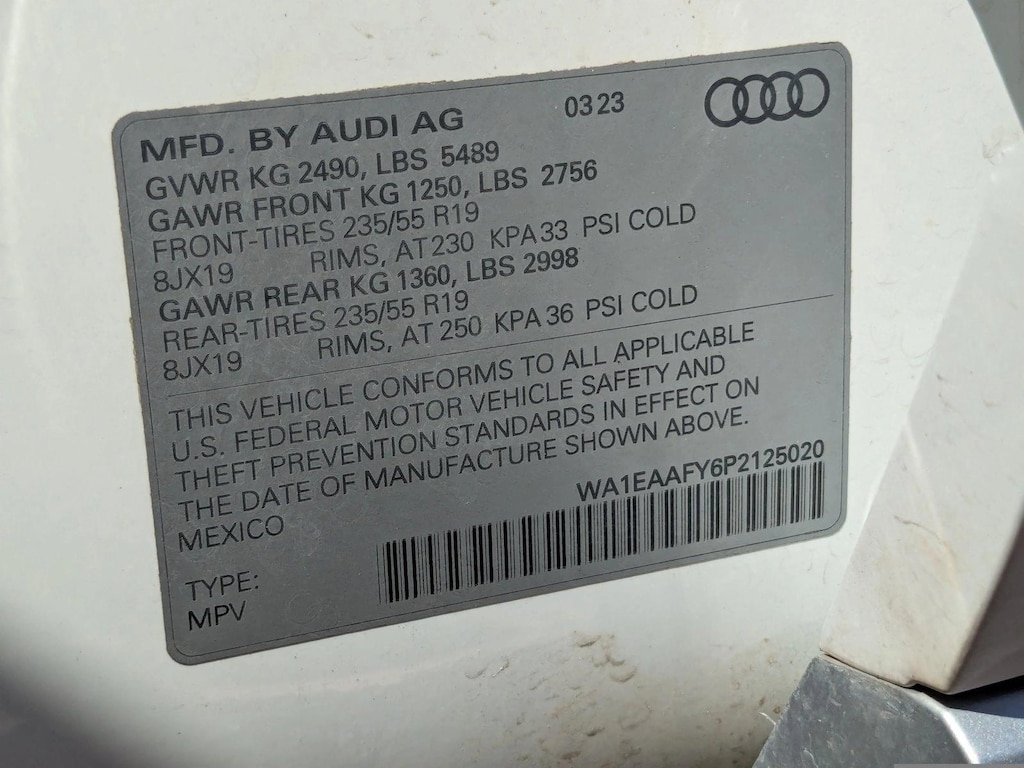 MFD. BY AUDI AG 03 23
GVWR KG 2490, LBS 5489
GAWR FRONT KG 1250, LBS 2756
FRONT-TIRES 235/55 R19
8JX19 RIMS, AT 230 KPA 33 PSI COLD
GAWR REAR KG 1360, LBS 2998
REAR-TIRES 235/55 R19
8JX19 RIMS, AT 250 KPA 36 PSI COLD
THIS VEHICLE CONFORMS TO ALL APPLICABLE
U.S. FEDERAL MOTOR VEHICLE SAFETY AND
THEFT PREVENTION STANDARDS IN EFFECT ON
THE DATE OF MANUFACTURE SHOWN ABOVE.
MEXICO WA1EAAFY6P2125020
TYPE:
MPV